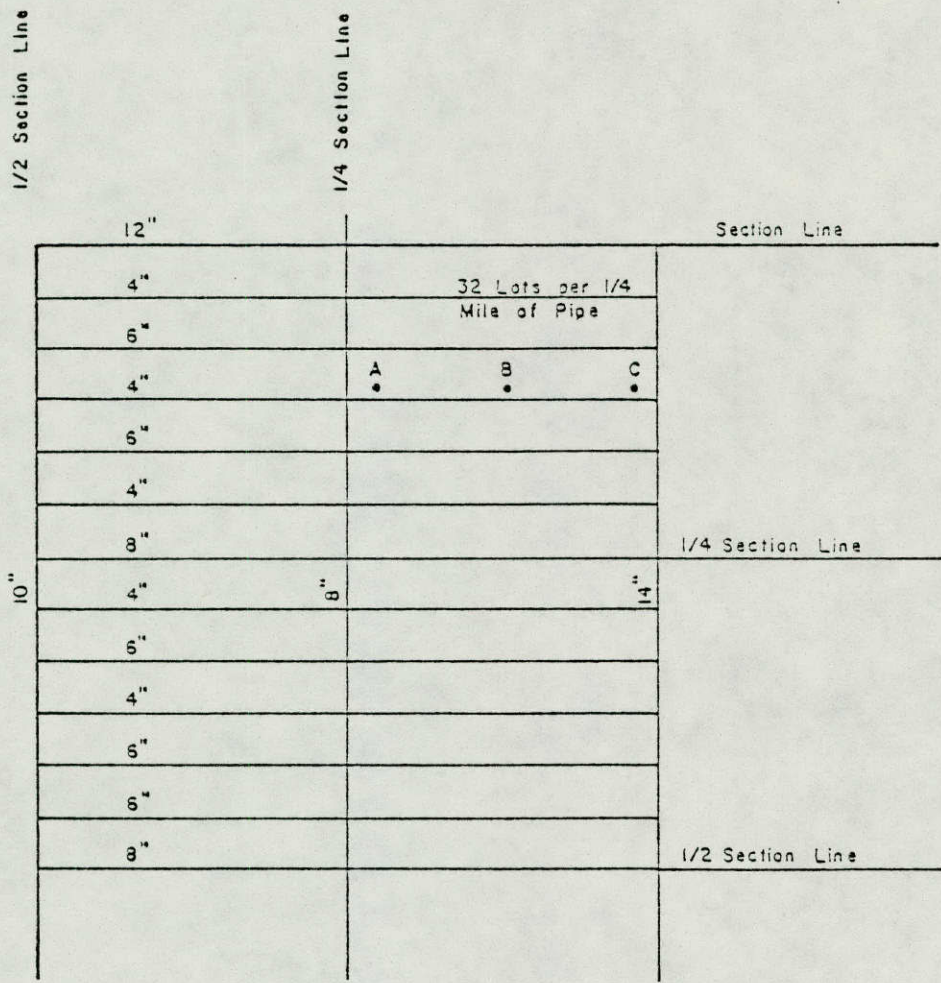 1/2 Section Line
1/4 Section Line
12"
Section Line
4"
32 Lots per 1/4
Mile of Pipe
6"
A
B
C
4"
6"
4"
8"
1/4 Section Line
10"
4"
8"
14"
6"
4"
6"
6"
8"
1/2 Section Line